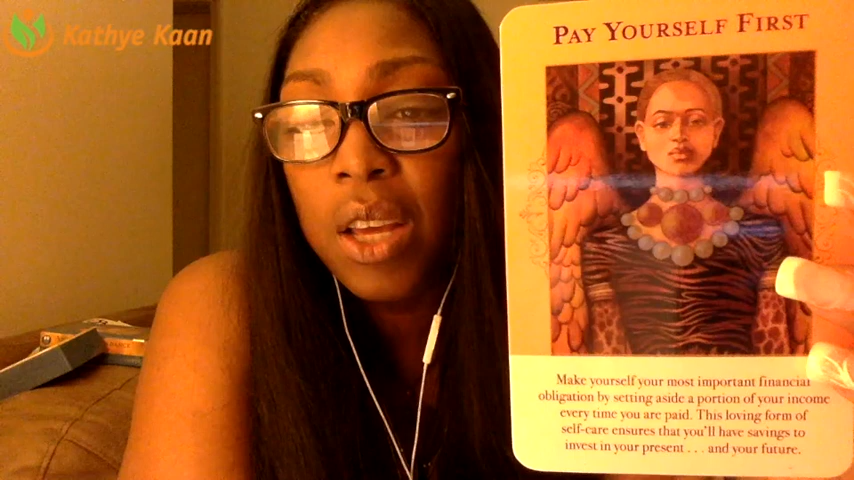 Kathye Kaan
PAY YOURSELF FIRST
Make yourself your most important financial
obligation by setting aside a portion of your income
every time you are paid. This loving form of
self-care ensures that you'll have savings to
invest in your present . . . and your future.